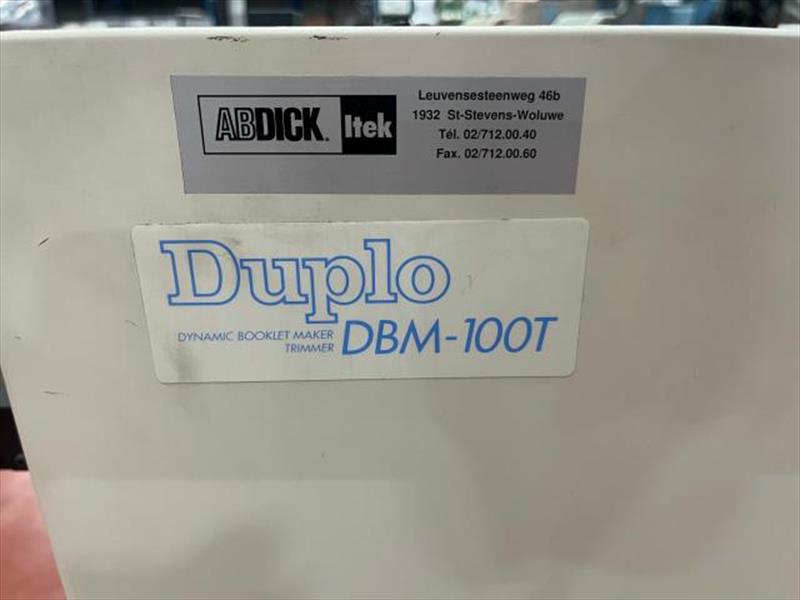 ABDICK. Itek
Leuvensesteenweg 46b
1932 St-Stevens-Woluwe
Tél. 02/712.00.40
Fax. 02/712.00.60
Duplo
DYNAMIC BOOKLET MAKER
TRIMMER
DBM-100T